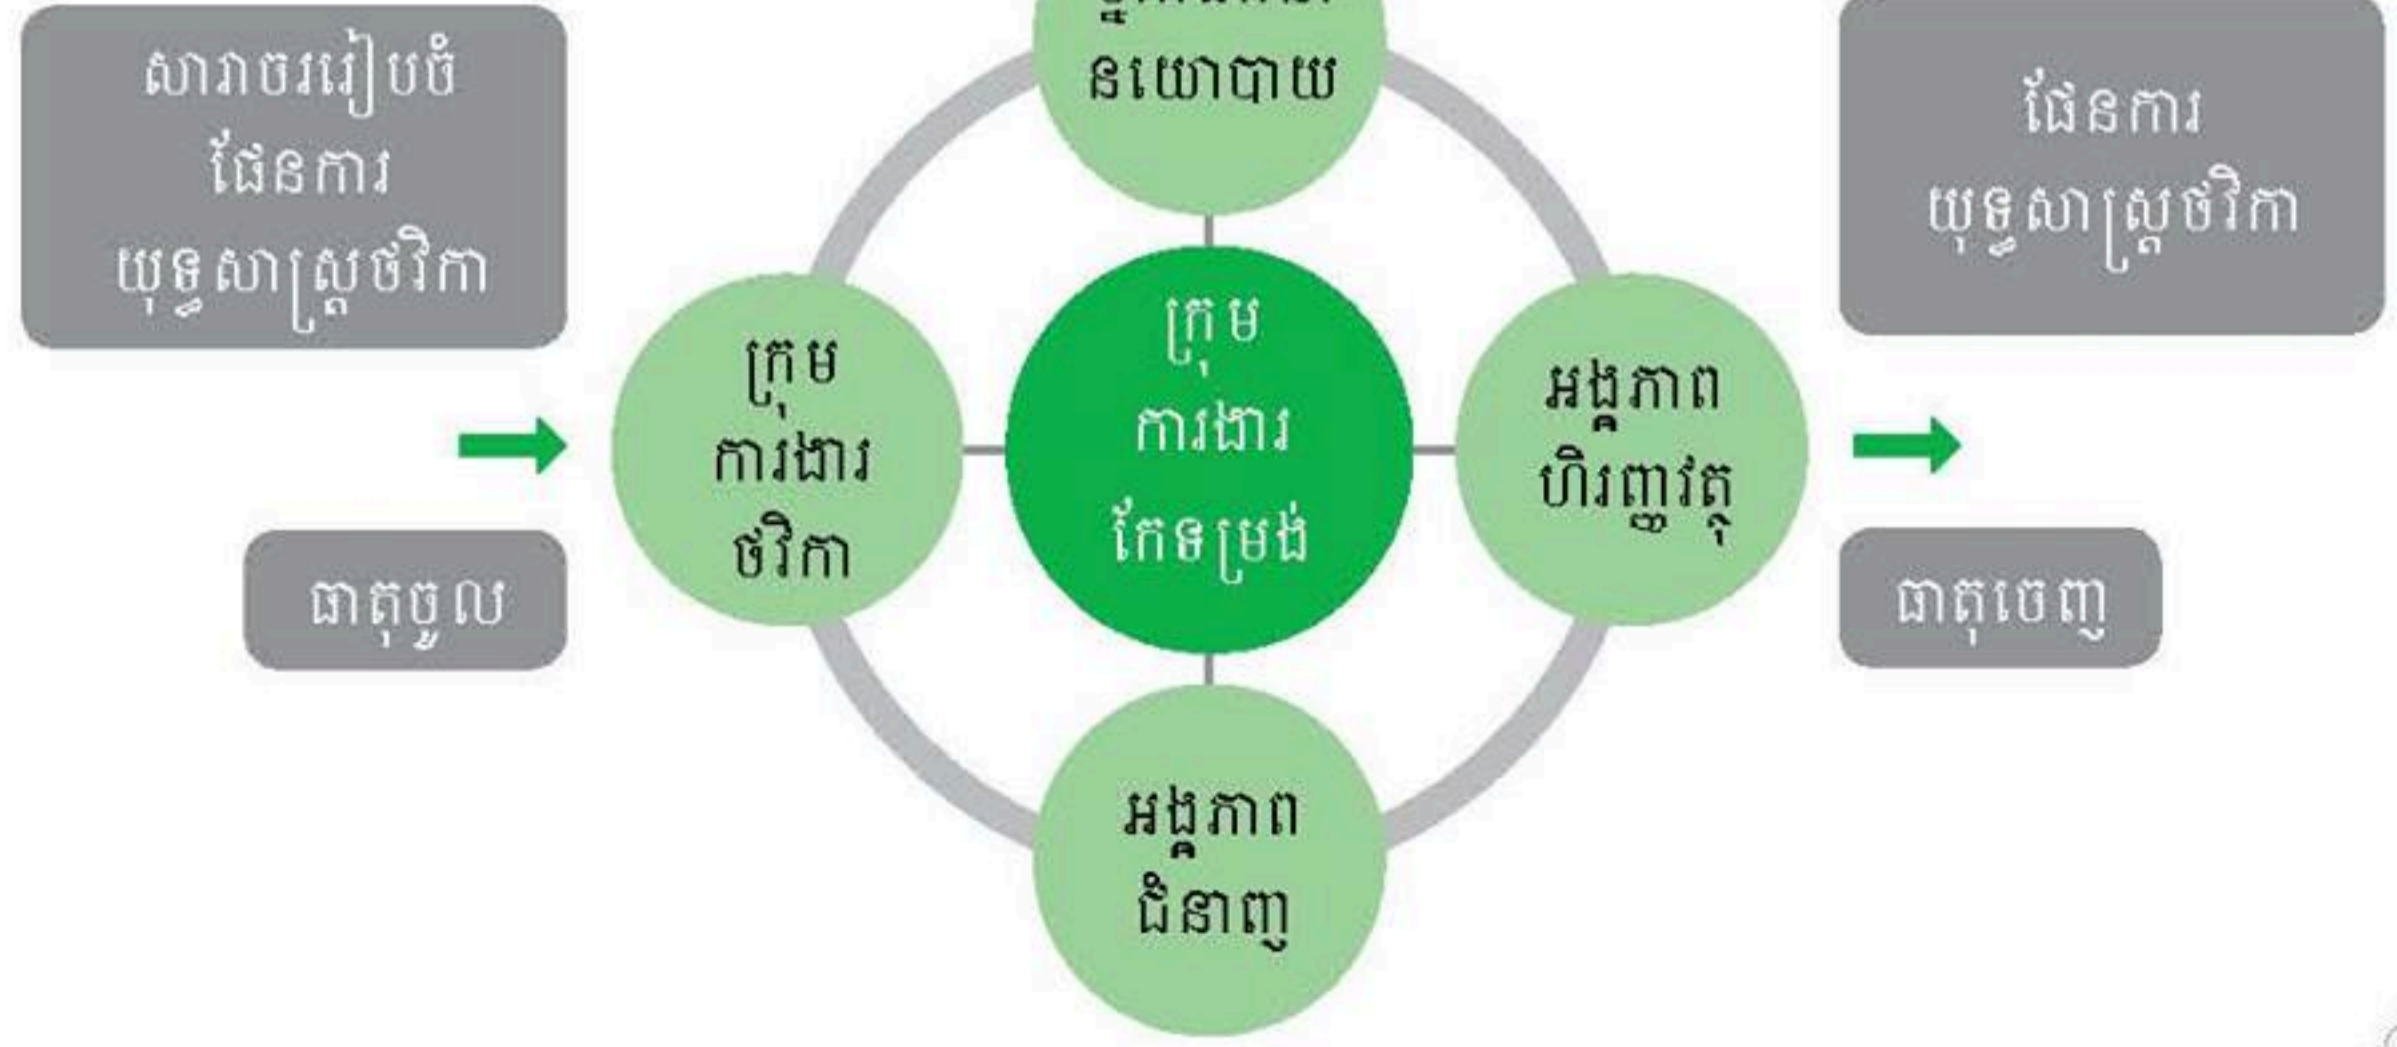 សារាចររៀបចំ
ផែនការ
យុទ្ធសាស្ត្រថវិកា
ធាតុចូល
នយោបាយ
ក្រុម
ការងារ
ថវិកា
ក្រុម
ការងារ
កែទម្រង់
អង្គភាព
ហិរញ្ញវត្ថុ
អង្គភាព
ជំនាញ
ផែនការ
យុទ្ធសាស្ត្រថវិកា
ធាតុចេញ